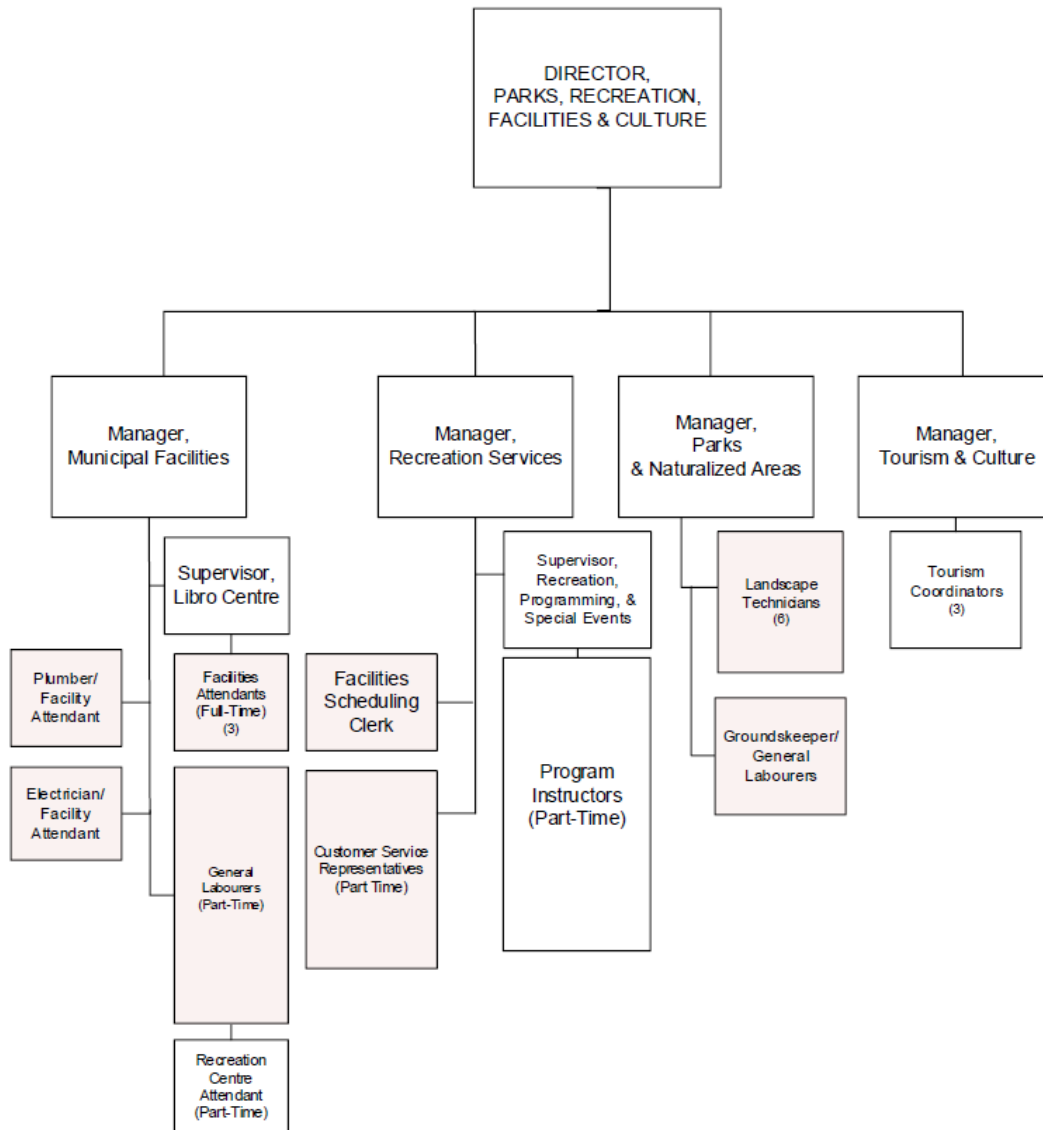 DIRECTOR,
PARKS, RECREATION,
FACILITIES & CULTURE
Manager,
Municipal Facilities
Manager,
Recreation Services
Manager,
Parks
& Naturalized Areas
Manager,
Tourism & Culture
Supervisor,
Libro Centre
Supervisor,
Recreation,
Programming, &
Special Events
Landscape
Technicians
(6)
Tourism
Coordinators
(3)
Plumber/
Facility
Attendant
Facilities
Attendants
(Full-Time)
(3)
Facilities
Scheduling
Clerk
Program
Instructors
(Part-Time)
Groundskeeper/
General
Labourers
Electrician/
Facility
Attendant
General
Labourers
(Part-Time)
Customer Service
Representatives
(Part Time)
Recreation
Centre
Attendant
(Part-Time)